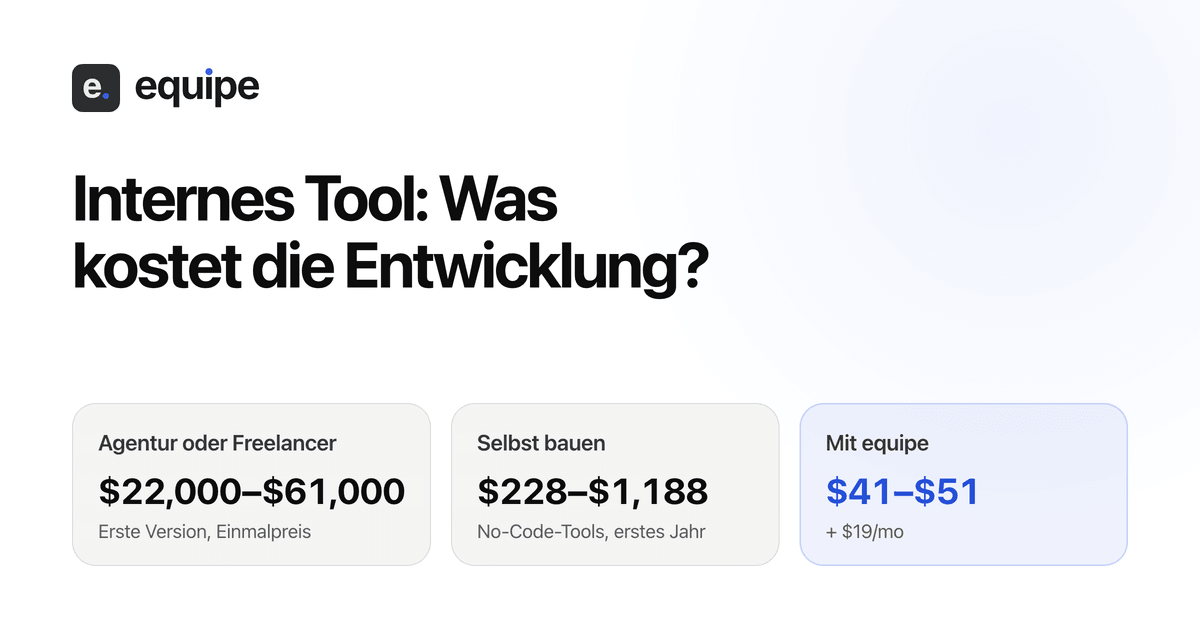 e.
equipe
Internes Tool: Was
kostet die Entwicklung?
Agentur oder Freelancer
$22,000–$61,000
Erste Version, Einmalpreis
Selbst bauen
$228–$1,188
No-Code-Tools, erstes Jahr
Mit equipe
$41–$51
+ $19/mo